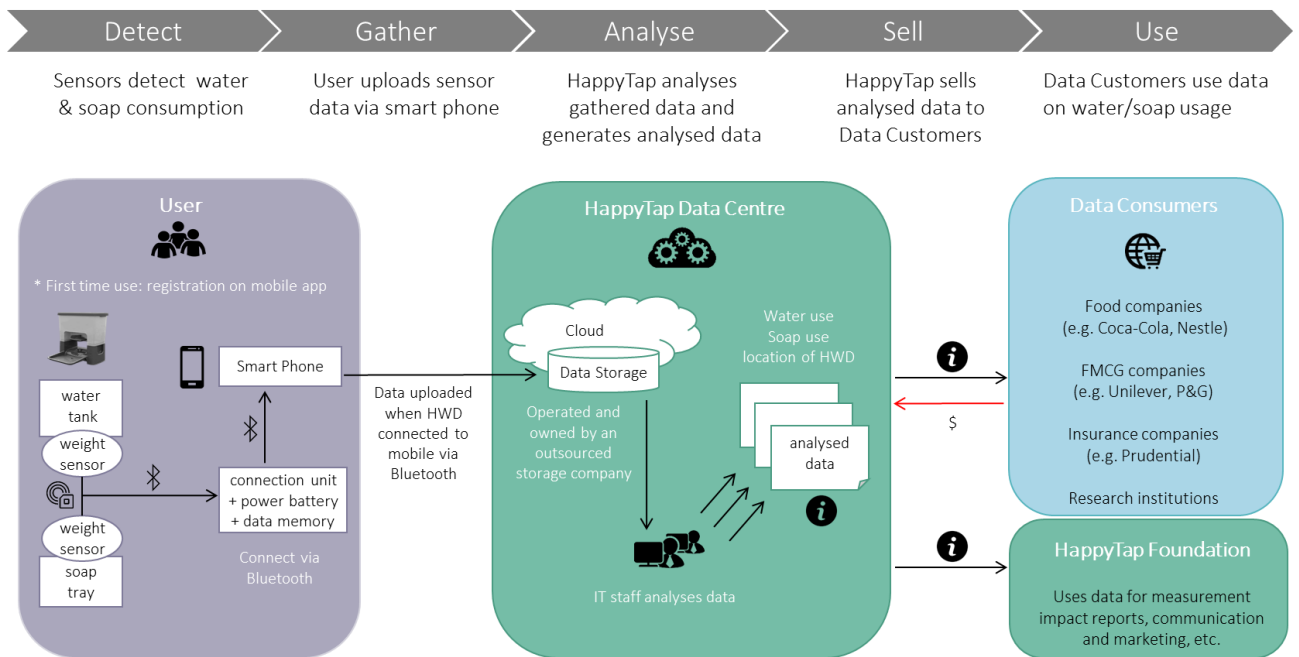 Detect
Gather
Analyse
Sell
Use
Sensors detect water
& soap consumption
User uploads sensor
data via smart phone
HappyTap analyses
gathered data and
generates analysed data
HappyTap sells
analysed data to
Data Customers
Data Customers use data
on water/soap usage
User
* First time use: registration on mobile app
Smart Phone
water
tank
weight
sensor
connection unit
+ power battery
+ data memory
weight
sensor
soap
tray
Connect via
Bluetooth
Data uploaded
when HWD
connected to
mobile via
Bluetooth
HappyTap Data Centre
Cloud
Data Storage
Operated and
owned by an
outsourced
storage company
Water use
Soap use
location of HWD
analysed
data
i
IT staff analyses data
i
$
i
Data Consumers
Food companies
(e.g. Coca-Cola, Nestle)
FMCG companies
(e.g. Unilever, P&G)
Insurance companies
(e.g. Prudential)
Research institutions
HappyTap Foundation
Uses data for measurement
impact reports, communication
and marketing, etc.